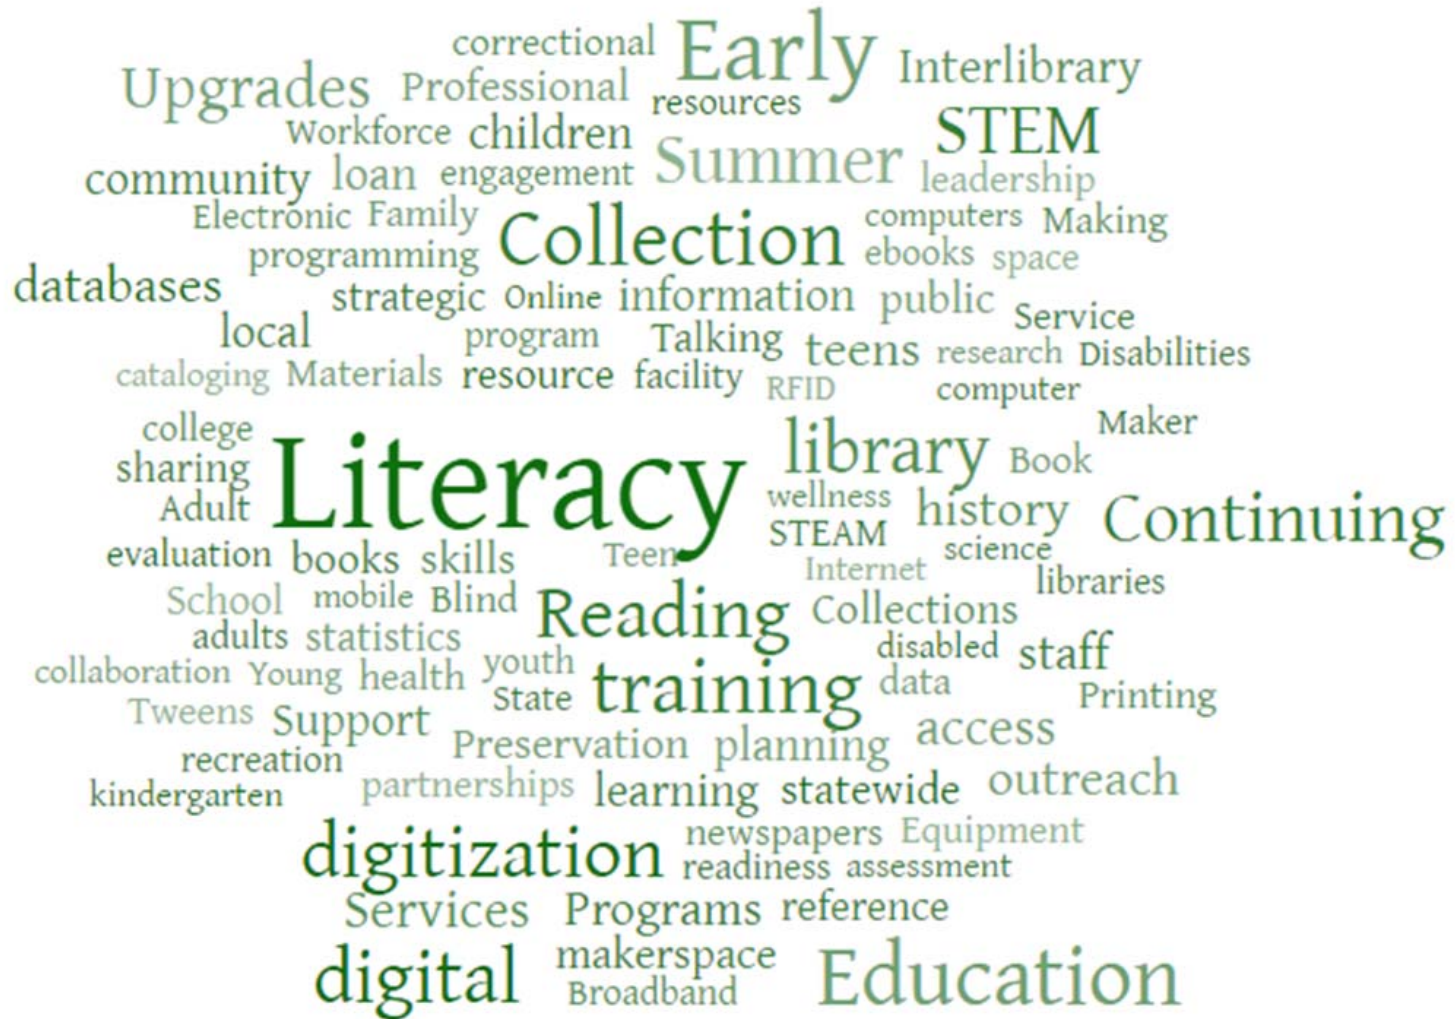 correctional Early Interlibrary
Upgrades Professional resources
Workforce children STEM
community loan engagement Summer leadership
Electronic Family Collection computers Making
programming ebooks space
databases strategic Online information public Service
local program Talking teens research Disabilities
cataloging Materials resource facility RFID computer
college Literacy library Book Maker
sharing wellness history Continuing
Adult STEAM science
evaluation books skills Teen Internet libraries
School mobile Blind Reading Collections
adults statistics disabled staff
collaboration Young health youth training data
Tweens Support State Printing
recreation Preservation planning access
kindergarten partnerships learning statewide outreach
digitization newspapers Equipment
readiness assessment
Services Programs reference
digital makerspace Education
Broadband